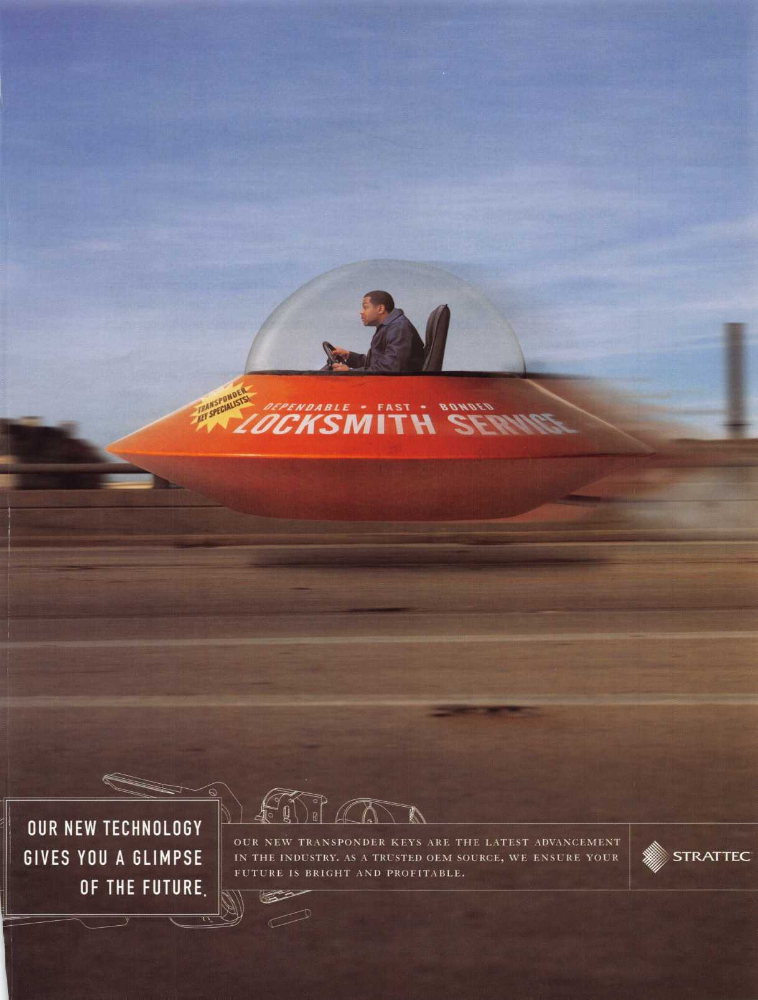 TRANSPONDER
KEY SPECIALISTS!
DEPENDABLE • FAST • BONDED
LOCKSMITH SERVICE
OUR NEW TECHNOLOGY
GIVES YOU A GLIMPSE
OF THE FUTURE.
OUR NEW TRANSPONDER KEYS ARE THE LATEST ADVANCEMENT
IN THE INDUSTRY. AS A TRUSTED OEM SOURCE, WE ENSURE YOUR
FUTURE IS BRIGHT AND PROFITABLE.
STRATTEC